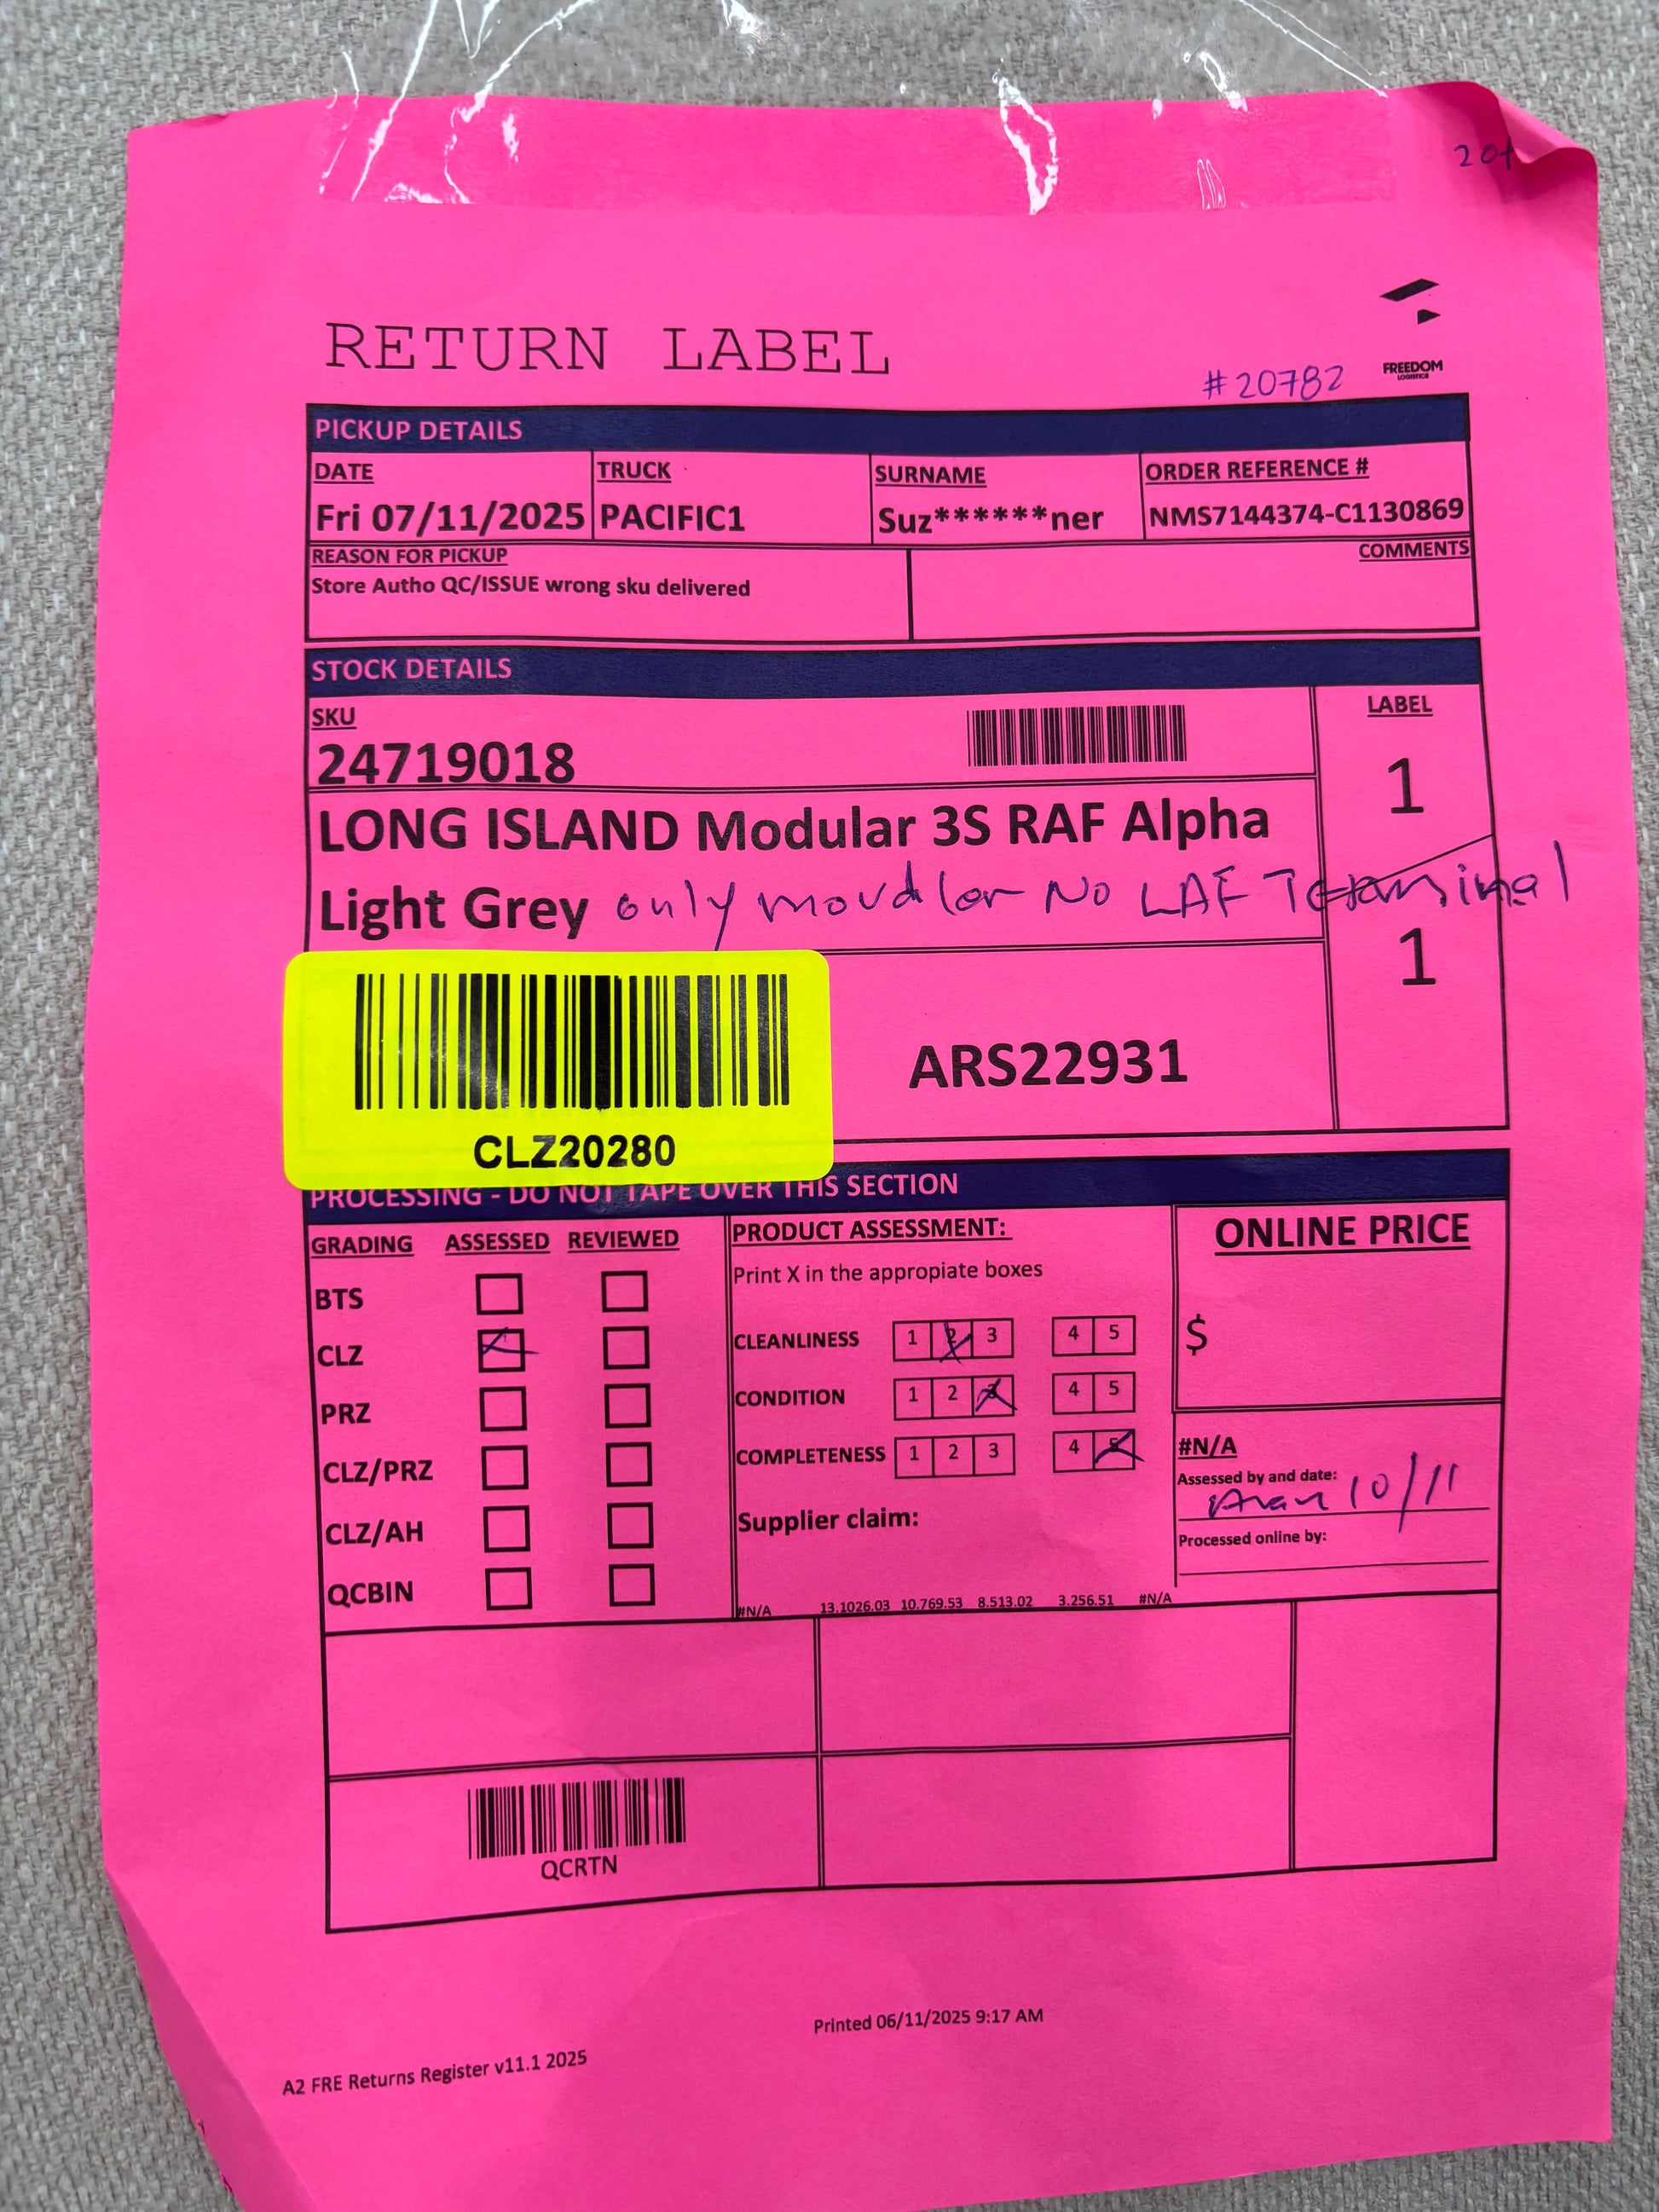 RETURN LABEL
#20782
FREEDOM
LOGISTICS
PICKUP DETAILS
DATE TRUCK SURNAME ORDER REFERENCE #
Fri 07/11/2025 PACIFIC1 Suz******ner NMS7144374-C1130869
REASON FOR PICKUP COMMENTS
Store Autho QC/ISSUE wrong sku delivered
STOCK DETAILS
SKU LABEL
24719018 1
LONG ISLAND Modular 3S RAF Alpha
Light Grey only movdlor No LAF Terminal
1
ARS22931
CLZ20280
PROCESSING - DO NOT TAPE OVER THIS SECTION
GRADING ASSESSED REVIEWED
BTS
CLZ
PRZ
CLZ/PRZ
CLZ/AH
QCBIN
PRODUCT ASSESSMENT:
Print X in the appropiate boxes
CLEANLINESS 1 2 3 4 5
CONDITION 1 2 3 4 5
COMPLETENESS 1 2 3 4 5
Supplier claim:
#N/A 13.1026.03 10.769.53 8.513.02 3.256.51 #N/A
ONLINE PRICE
$
#N/A
Assessed by and date:
10/11
Processed online by:
QCRTN
Printed 06/11/2025 9:17 AM
A2 FRE Returns Register v11.1 2025